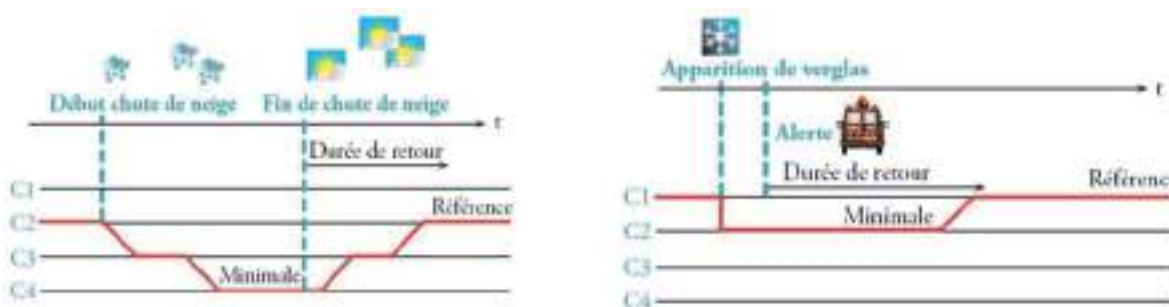 Début chute de neige
Fin de chute de neige
t
Durée de retour
C1
Référence
C2
C3
Minimale
C4
Apparition de verglas
t
Alerte
Durée de retour
C1
Référence
Minimale
C2
C3
C4